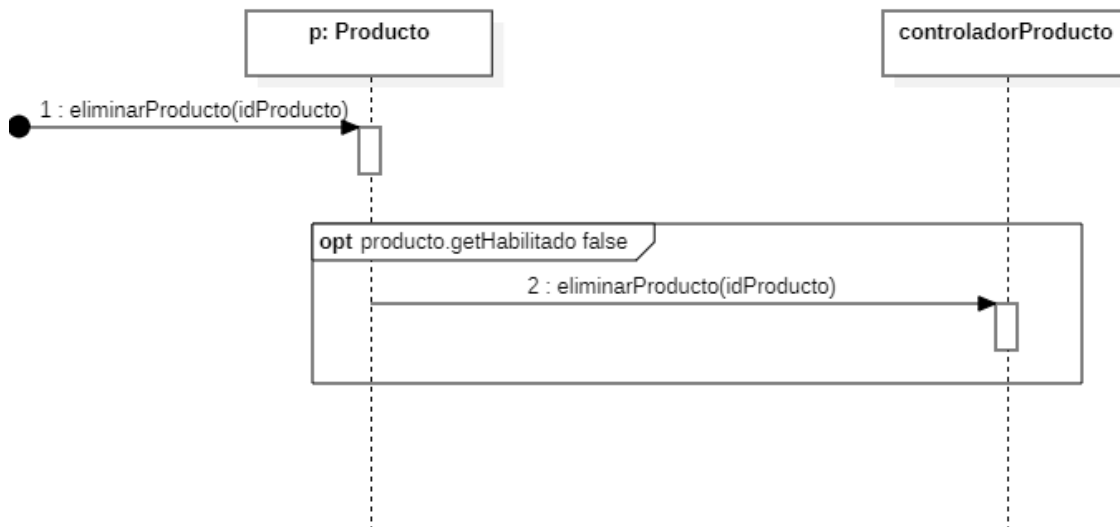 p: Producto
controladorProducto
1 : eliminarProducto(idProducto)
opt producto.getHabilitado false
2 : eliminarProducto(idProducto)